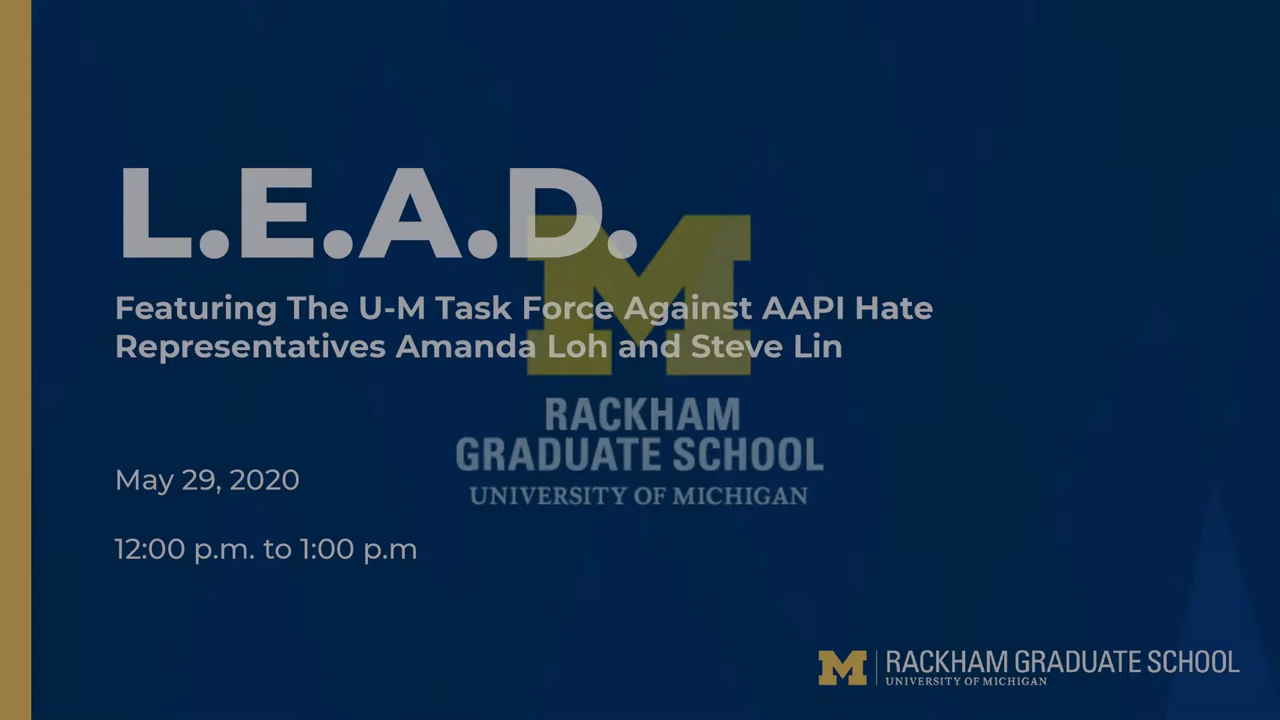 L.E.A.D.
Featuring The U-M Task Force Against AAPI Hate
Representatives Amanda Loh and Steve Lin
M
RACKHAM
GRADUATE SCHOOL
UNIVERSITY OF MICHIGAN
May 29, 2020
12:00 p.m. to 1:00 p.m
M
RACKHAM GRADUATE SCHOOL
UNIVERSITY OF MICHIGAN